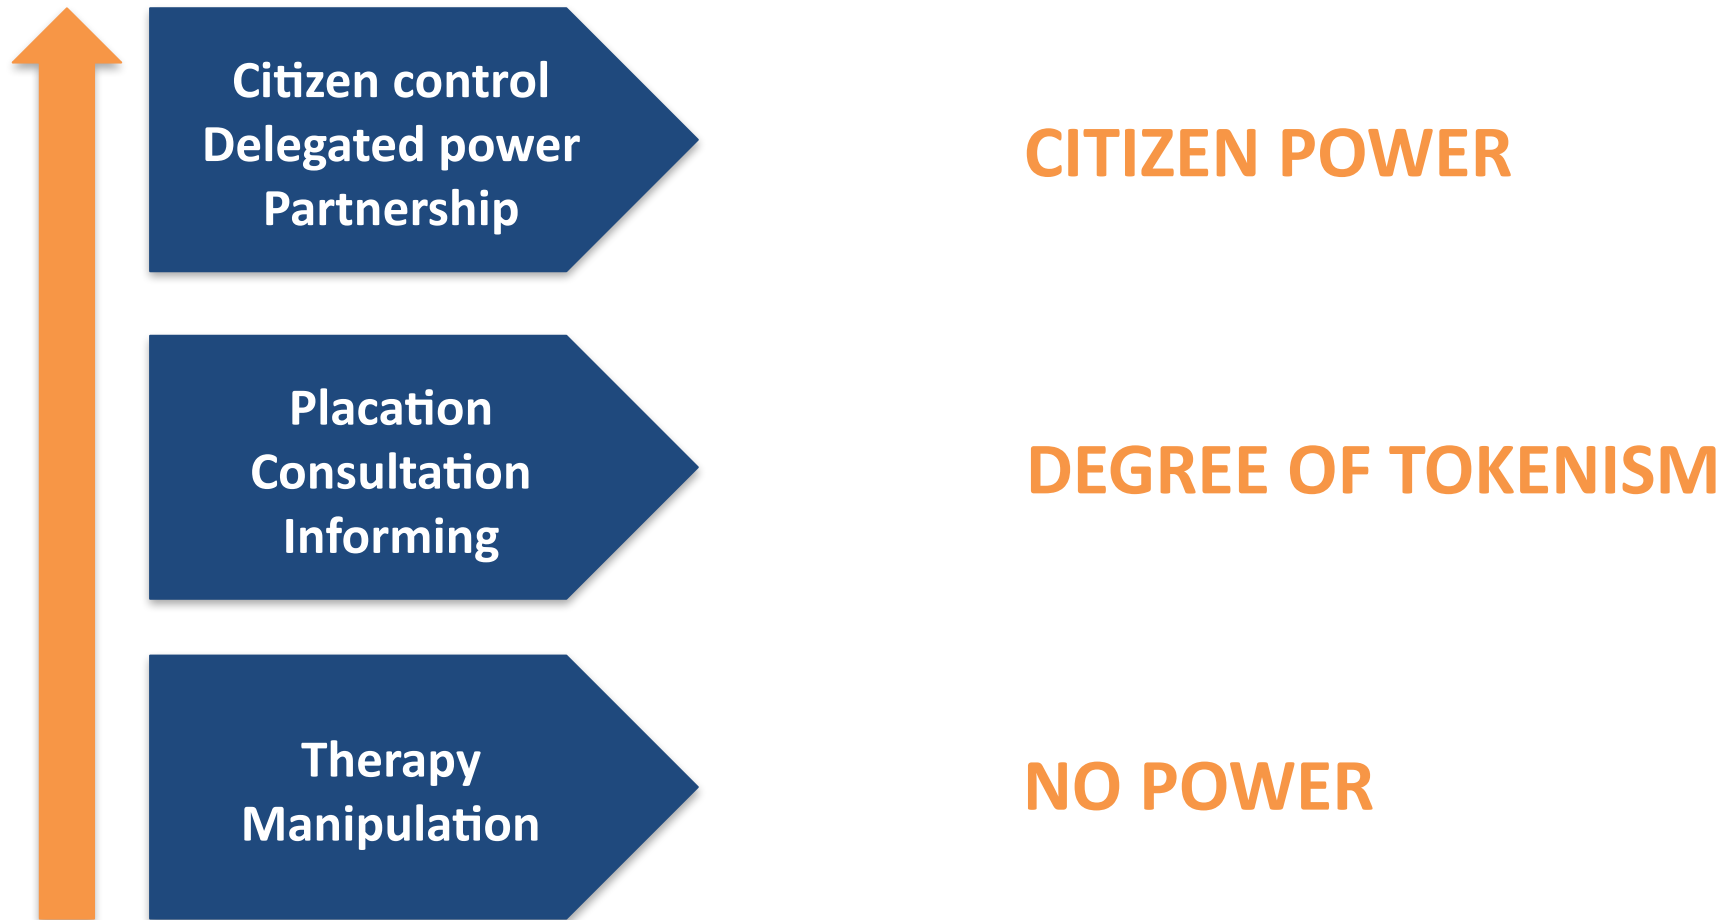 Citizen control
Delegated power
Partnership
CITIZEN POWER
Placation
Consultation
Informing
DEGREE OF TOKENISM
Therapy
Manipulation
NO POWER